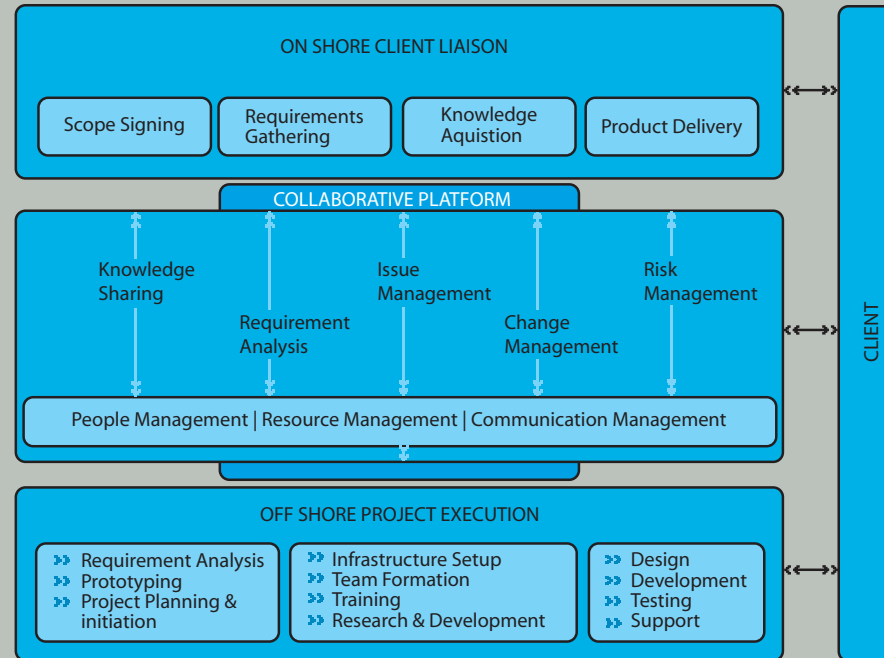 ON SHORE CLIENT LIAISON
Scope Signing
Requirements
Gathering
Knowledge
Aquistion
Product Delivery
COLLABORATIVE PLATFORM
Knowledge
Sharing
Issue
Management
Risk
Management
Requirement
Analysis
Change
Management
People Management | Resource Management | Communication Management
OFF SHORE PROJECT EXECUTION
Requirement Analysis
Prototyping
Project Planning &
initiation
Infrastructure Setup
Team Formation
Training
Research & Development
Design
Development
Testing
Support
CLIENT